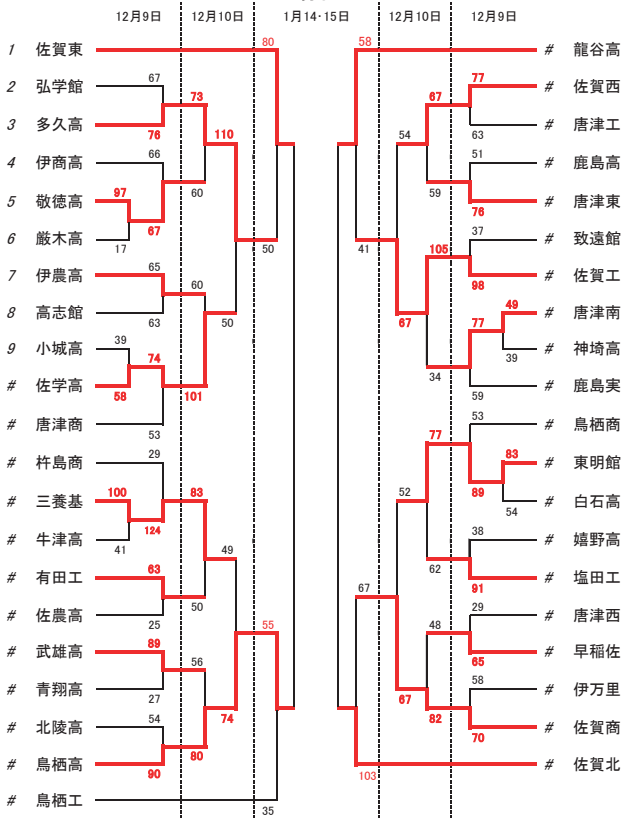 12月9日 12月10日 1月14・15日 12月10日 12月9日
80 58
1 佐賀東 # 龍谷高
67 73 67 77
2 弘学館 # 佐賀西
3 多久高 # 唐津工
76 110 54 63
66 51
4 伊商高 # 鹿島高
97 60 59
5 敬徳高 # 唐津東
67 76
37
6 厳木高 # 致遠館
17 50 41 105
65 60
7 伊農高 # 佐賀工
98
63 50 67 77 49
8 高志館 # 唐津南
39
9 小城高 # 神埼高
74 34 39
# 佐学高 # 鹿島実
58 101 59
53
# 唐津商 # 鳥栖商
53 77
29 83
# 杵島商 # 東明館
100 83 52 89
# 三養基 # 白石高
124 54
38
# 牛津高 # 嬉野高
41 49
63 62
# 有田工 # 塩田工
50 67 91
29
# 佐農高 # 唐津西
25 55 48
89 56
# 武雄高 # 早稲佐
65
58
# 青翔高 # 伊万里
27 67
54 74 82
# 北陵高 # 佐賀商
80 70
# 鳥栖高 # 佐賀北
90 103
# 鳥栖工
35